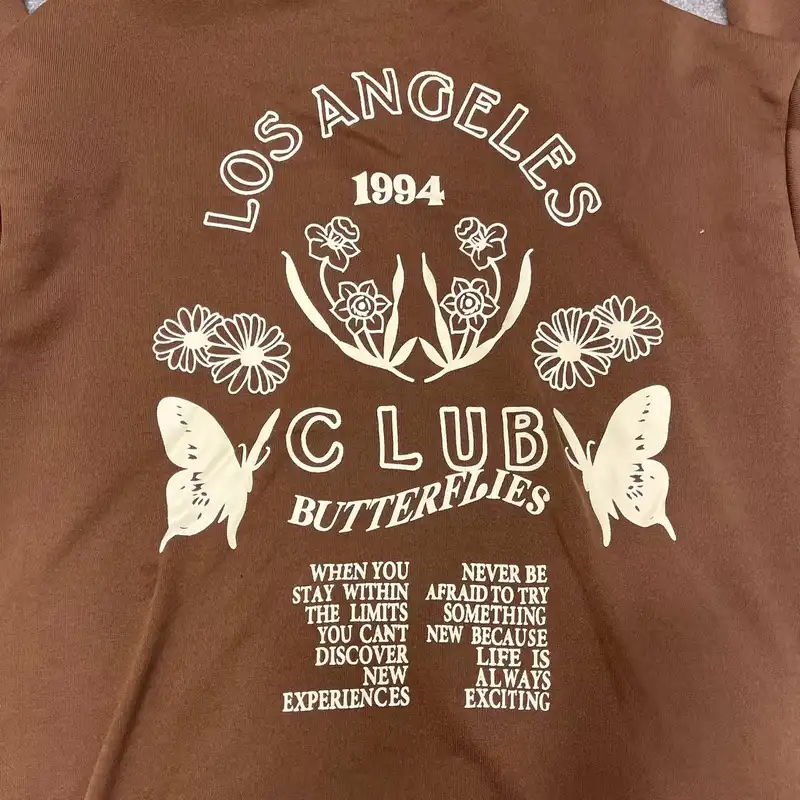 LOS ANGELES
1994
CLUB
BUTTERFLIES
WHEN YOU
STAY WITHIN
THE LIMITS
YOU CANT
DISCOVER
NEW
EXPERIENCES
NEVER BE
AFRAID TO TRY
SOMETHING
NEW BECAUSE
LIFE IS
ALWAYS
EXCITING